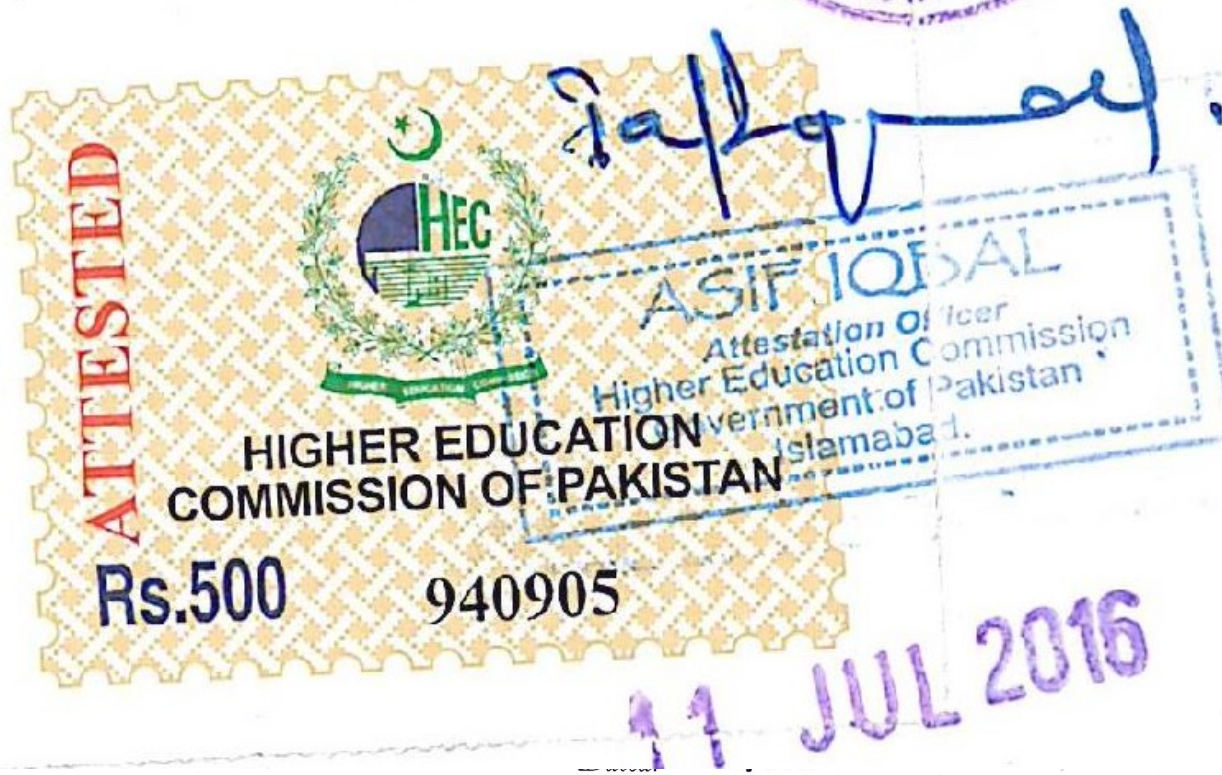 ATTESTED
HEC
HIGHER EDUCATION COMMISSION
HIGHER EDUCATION
COMMISSION OF PAKISTAN
Rs.500
940905
ASIF IQBAL
Attestation Officer
Higher Education Commission
Government of Pakistan
Islamabad.
11 JUL 2016